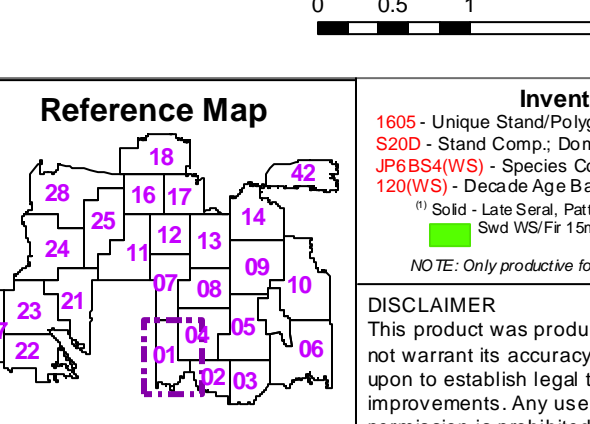 0 0.5 1
Reference Map
18
42
28
16 17
25
14
12
13
24
11
09
07
08
10
23
21
04
05
22
01
06
02 03
Invent
1605 - Unique Stand/Polyg
S20D - Stand Comp.; Don
JP6BS4(WS) - Species Co
120(WS) - Decade Age Ba
(1) Solid - Late Seral, Patt
Swd WS/Fir 15m
NOTE: Only productive fo
DISCLAIMER
This product was produ
not warrant its accuracy
upon to establish legal t
improvements. Any use